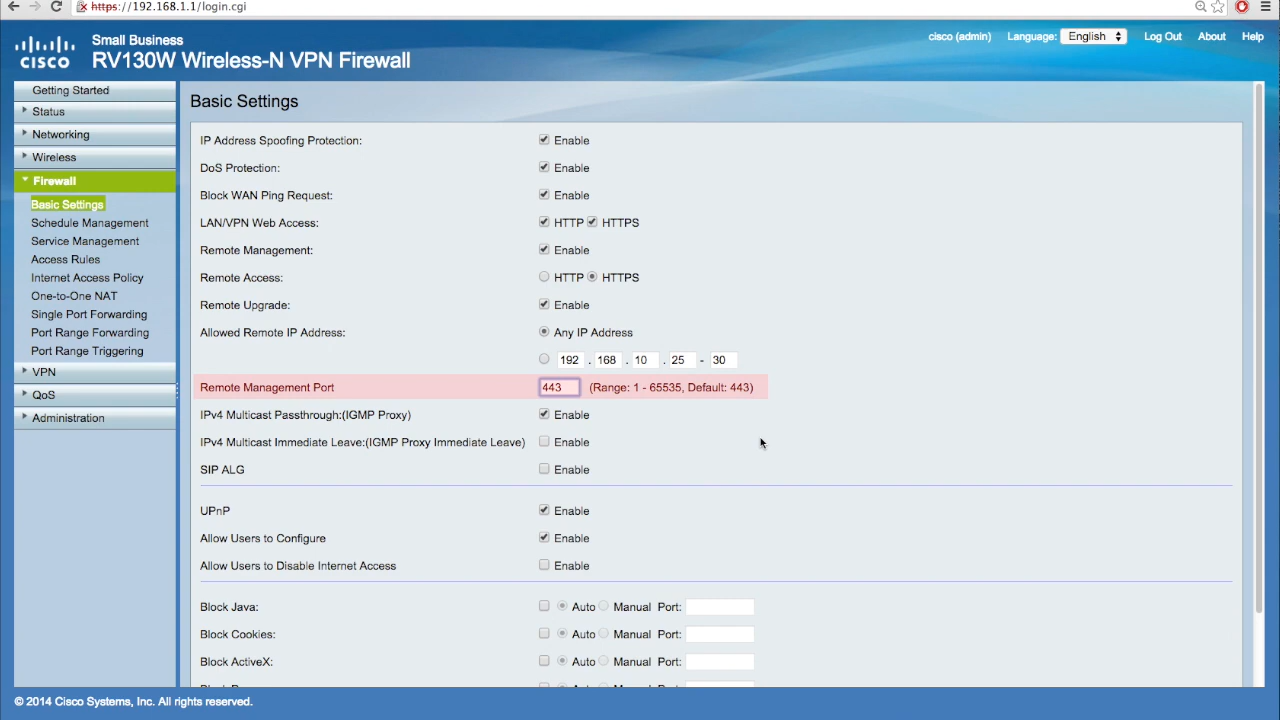 https://192.168.1.1/login.cgi
Small Business
cisco RV130W Wireless-N VPN Firewall
cisco (admin) Language: English Log Out About Help
Getting Started
Status
Networking
Wireless
Firewall
Basic Settings
Schedule Management
Service Management
Access Rules
Internet Access Policy
One-to-One NAT
Single Port Forwarding
Port Range Forwarding
Port Range Triggering
VPN
QoS
Administration
Basic Settings
IP Address Spoofing Protection: Enable
DoS Protection: Enable
Block WAN Ping Request: Enable
LAN/VPN Web Access: HTTP HTTPS
Remote Management: Enable
Remote Access: HTTP HTTPS
Remote Upgrade: Enable
Allowed Remote IP Address: Any IP Address
192 . 168 . 10 . 25 - 30
Remote Management Port 443 (Range: 1 - 65535, Default: 443)
IPv4 Multicast Passthrough:(IGMP Proxy) Enable
IPv4 Multicast Immediate Leave:(IGMP Proxy Immediate Leave) Enable
SIP ALG Enable
UPnP Enable
Allow Users to Configure Enable
Allow Users to Disable Internet Access Enable
Block Java: Auto Manual Port:
Block Cookies: Auto Manual Port:
Block ActiveX: Auto Manual Port:
© 2014 Cisco Systems, Inc. All rights reserved.